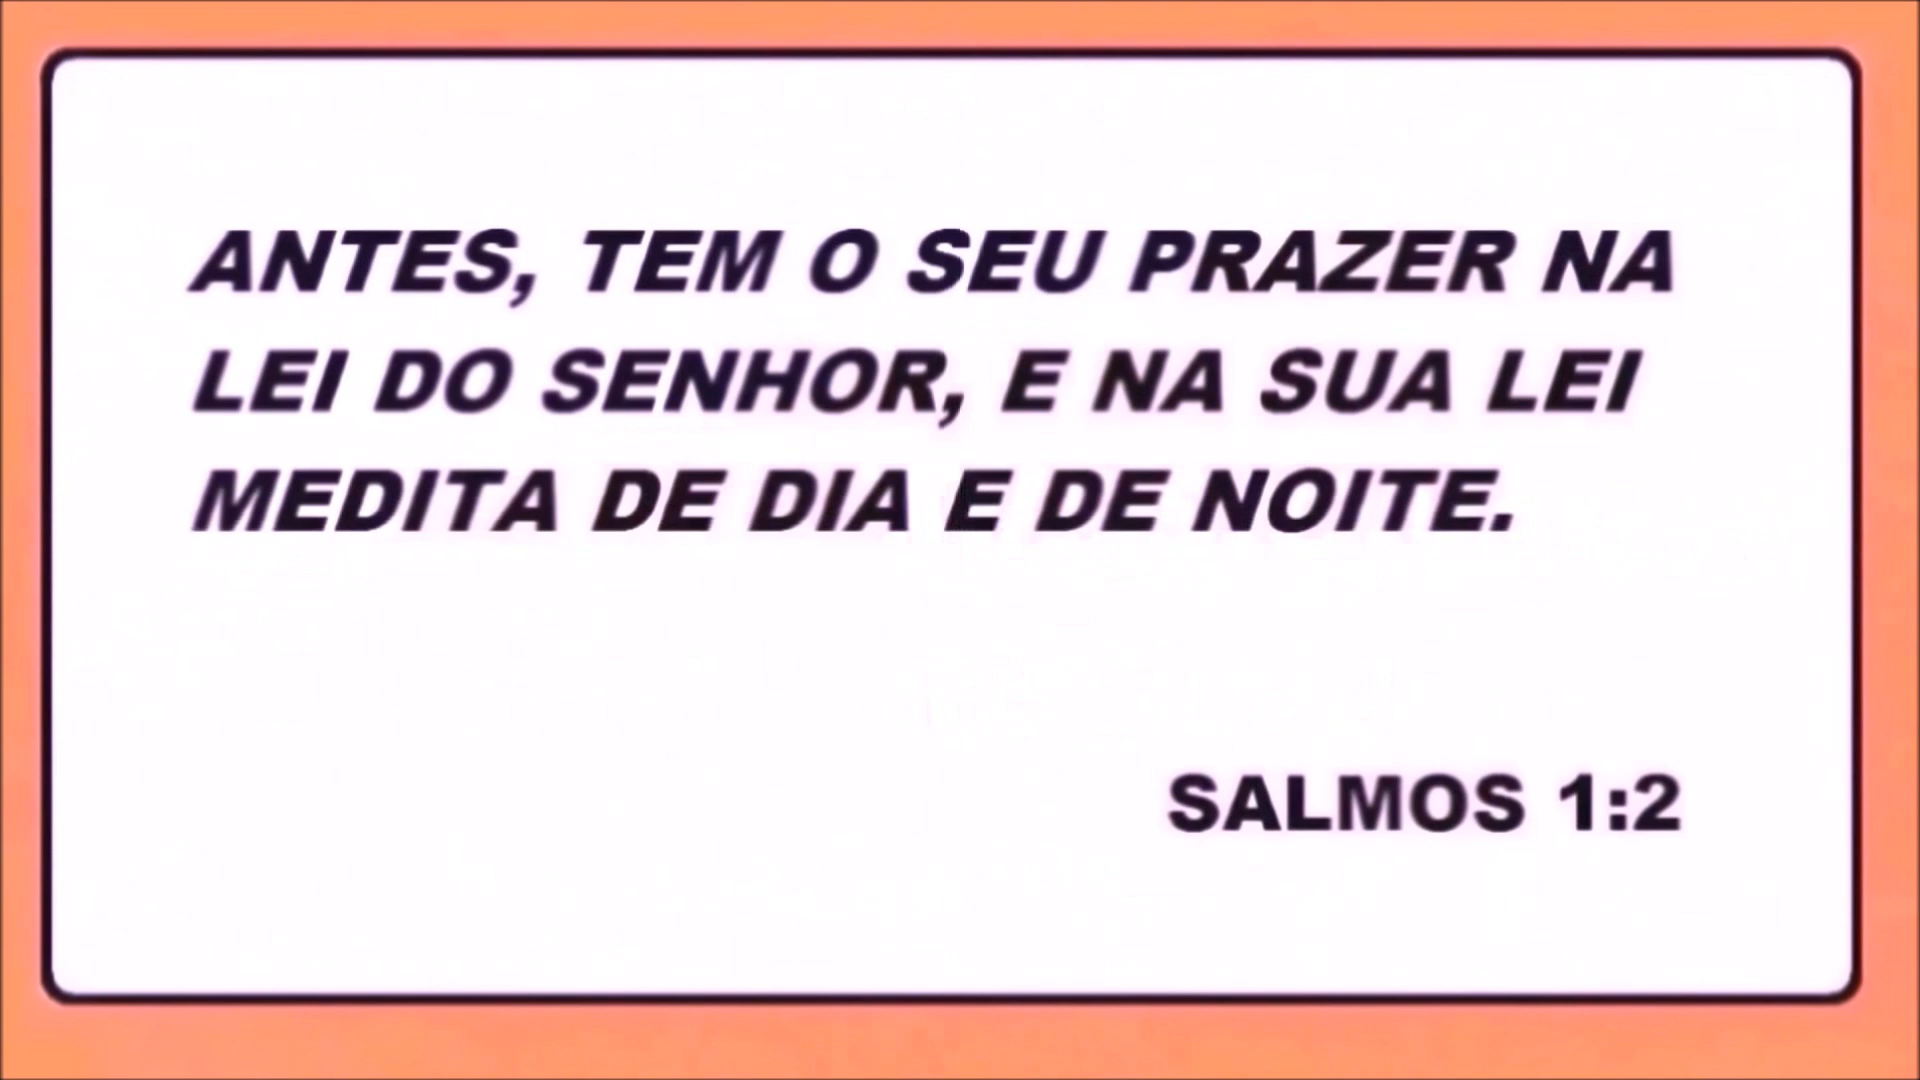 ANTES, TEM O SEU PRAZER NA
LEI DO SENHOR, E NA SUA LEI
MEDITA DE DIA E DE NOITE.
SALMOS 1:2